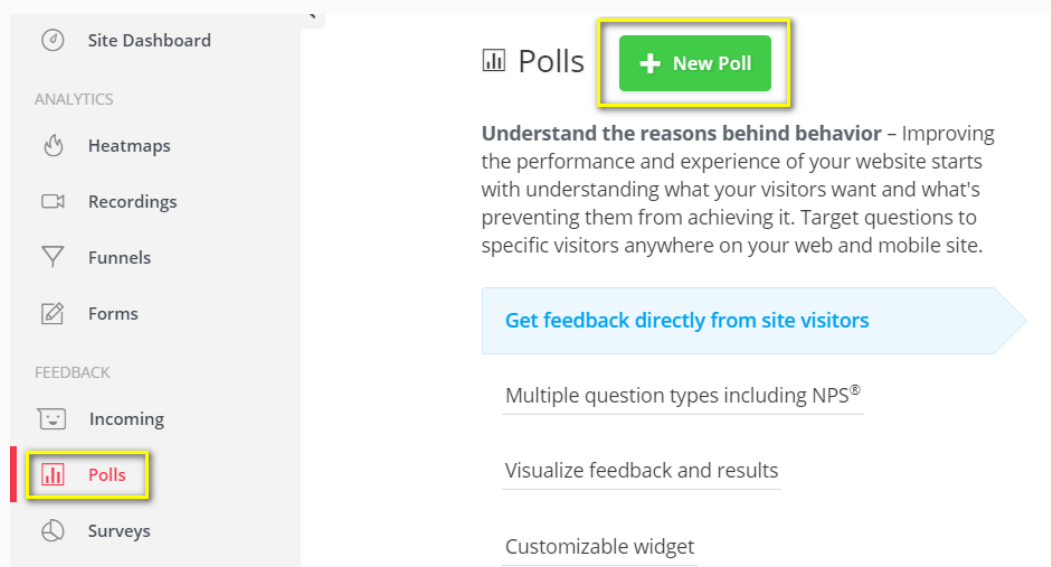 Site Dashboard
ANALYTICS
Heatmaps
Recordings
Funnels
Forms
FEEDBACK
Incoming
Polls
Surveys
Polls
New Poll
Understand the reasons behind behavior – Improving
the performance and experience of your website starts
with understanding what your visitors want and what's
preventing them from achieving it. Target questions to
specific visitors anywhere on your web and mobile site.
Get feedback directly from site visitors
Multiple question types including NPS®
Visualize feedback and results
Customizable widget